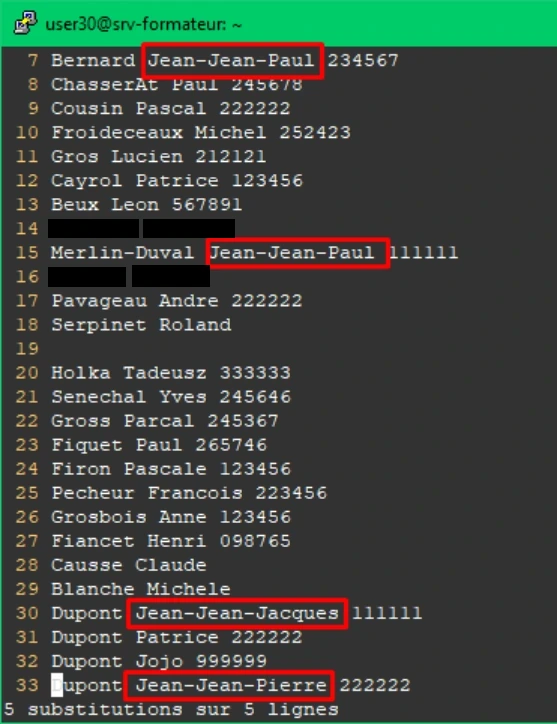 user30@srv-formateur: ~
7 Bernard Jean-Jean-Paul 234567
8 ChasserAt Paul 245678
9 Cousin Pascal 222222
10 Froideceaux Michel 252423
11 Gros Lucien 212121
12 Cayrol Patrice 123456
13 Beux Leon 567891
14
15 Merlin-Duval Jean-Jean-Paul 111111
16
17 Pavageau Andre 222222
18 Serpinet Roland
19
20 Holka Tadeusz 333333
21 Senechal Yves 245646
22 Gross Parcal 245367
23 Fiquet Paul 265746
24 Firon Pascale 123456
25 Pecheur Francois 223456
26 Grosbois Anne 123456
27 Fiancet Henri 098765
28 Causse Claude
29 Blanche Michele
30 Dupont Jean-Jean-Jacques 111111
31 Dupont Patrice 222222
32 Dupont Jojo 999999
33 Dupont Jean-Jean-Pierre 222222
5 substitutions sur 5 lignes